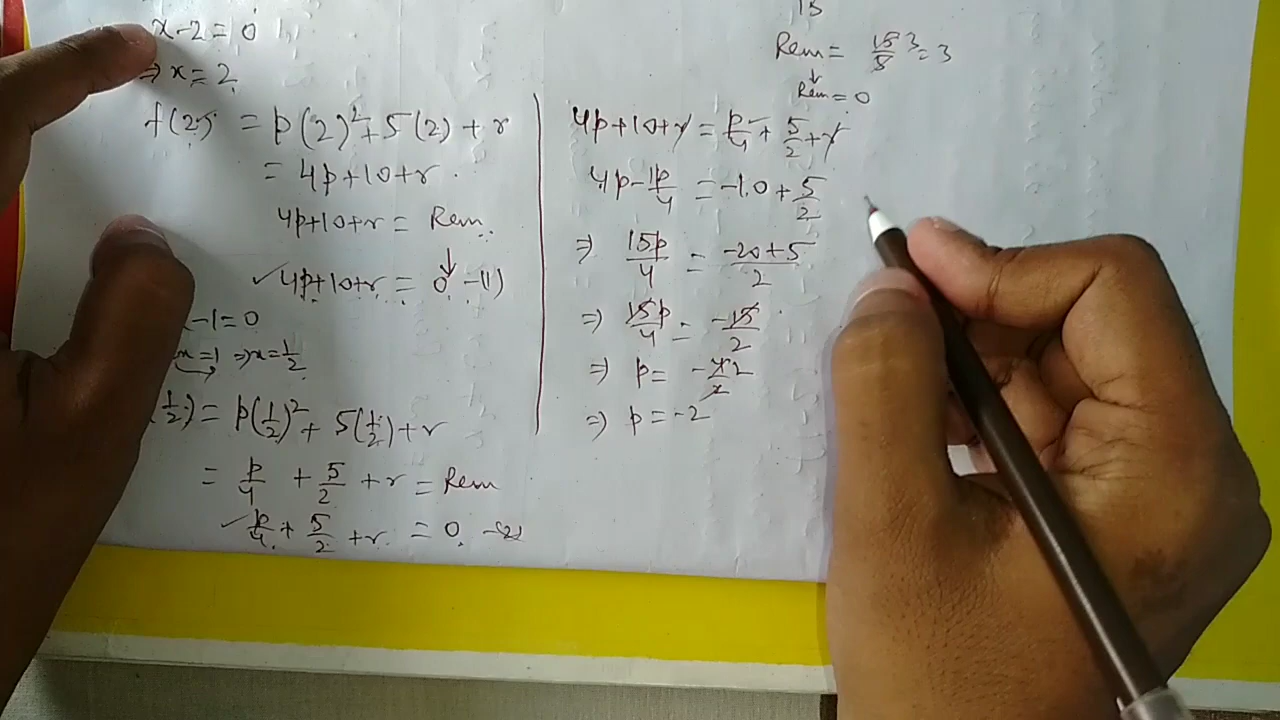 x-2 = 0
⇒ x = 2
f(2) = p(2)²+5(2) + r
= 4p+10+r.
4p+10+r = Rem
✓4p+10+r = 0 -(1)
-1=0
=1 ⇒x=1/2
1/2) = p(1/2)²+ 5(1/2)+r
= p/4 + 5/2 +r = Rem
✓p/4+ 5/2 +r = 0 -(2)
15
Rem = 15/5 3 = 3
↓
Rem = 0
4p+10+r = p/4 + 5/2 +r
4p-p/4 = -10 + 5/2
⇒ 15p/4 = -20+5/2
⇒ 15p/4 = -15/2
⇒ p= -4/2 2
⇒ p = -2